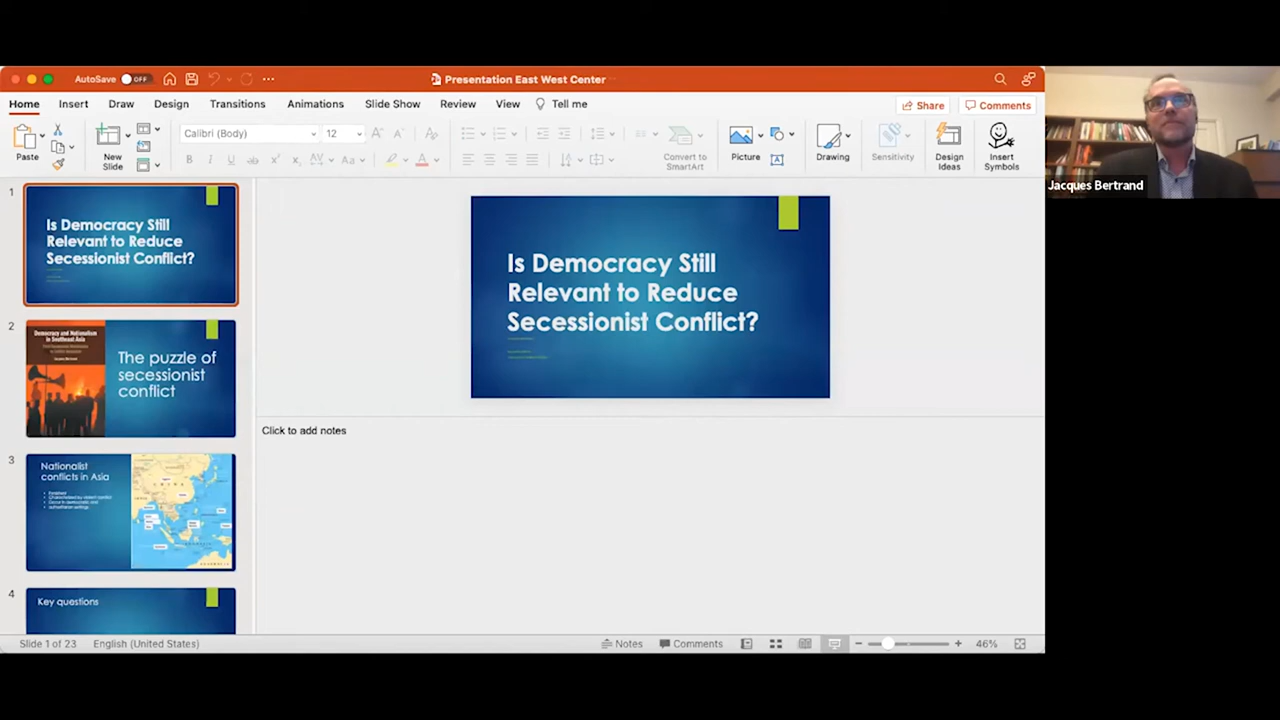 AutoSave OFF
Presentation East West Center
Home Insert Draw Design Transitions Animations Slide Show Review View Tell me
Share Comments
Calibri (Body) 12
Paste
New
Slide
Convert to
SmartArt
Picture
Drawing
Sensitivity
Design
Ideas
Insert
Symbols
Jacques Bertrand
1
Is Democracy Still
Relevant to Reduce
Secessionist Conflict?
2
Democracy and Nationalism
in Southeast Asia
The puzzle of
secessionist
conflict
3
Nationalist
conflicts in Asia
4
Key questions
Is Democracy Still
Relevant to Reduce
Secessionist Conflict?
Click to add notes
Slide 1 of 23 English (United States)
Notes Comments 46%